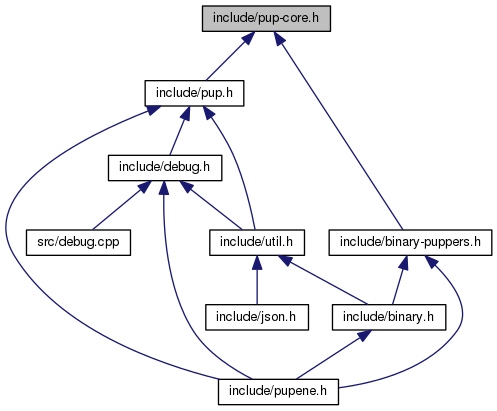 include/pup-core.h
include/pup.h
include/debug.h
src/debug.cpp
include/util.h
include/binary-puppers.h
include/json.h
include/binary.h
include/pupene.h